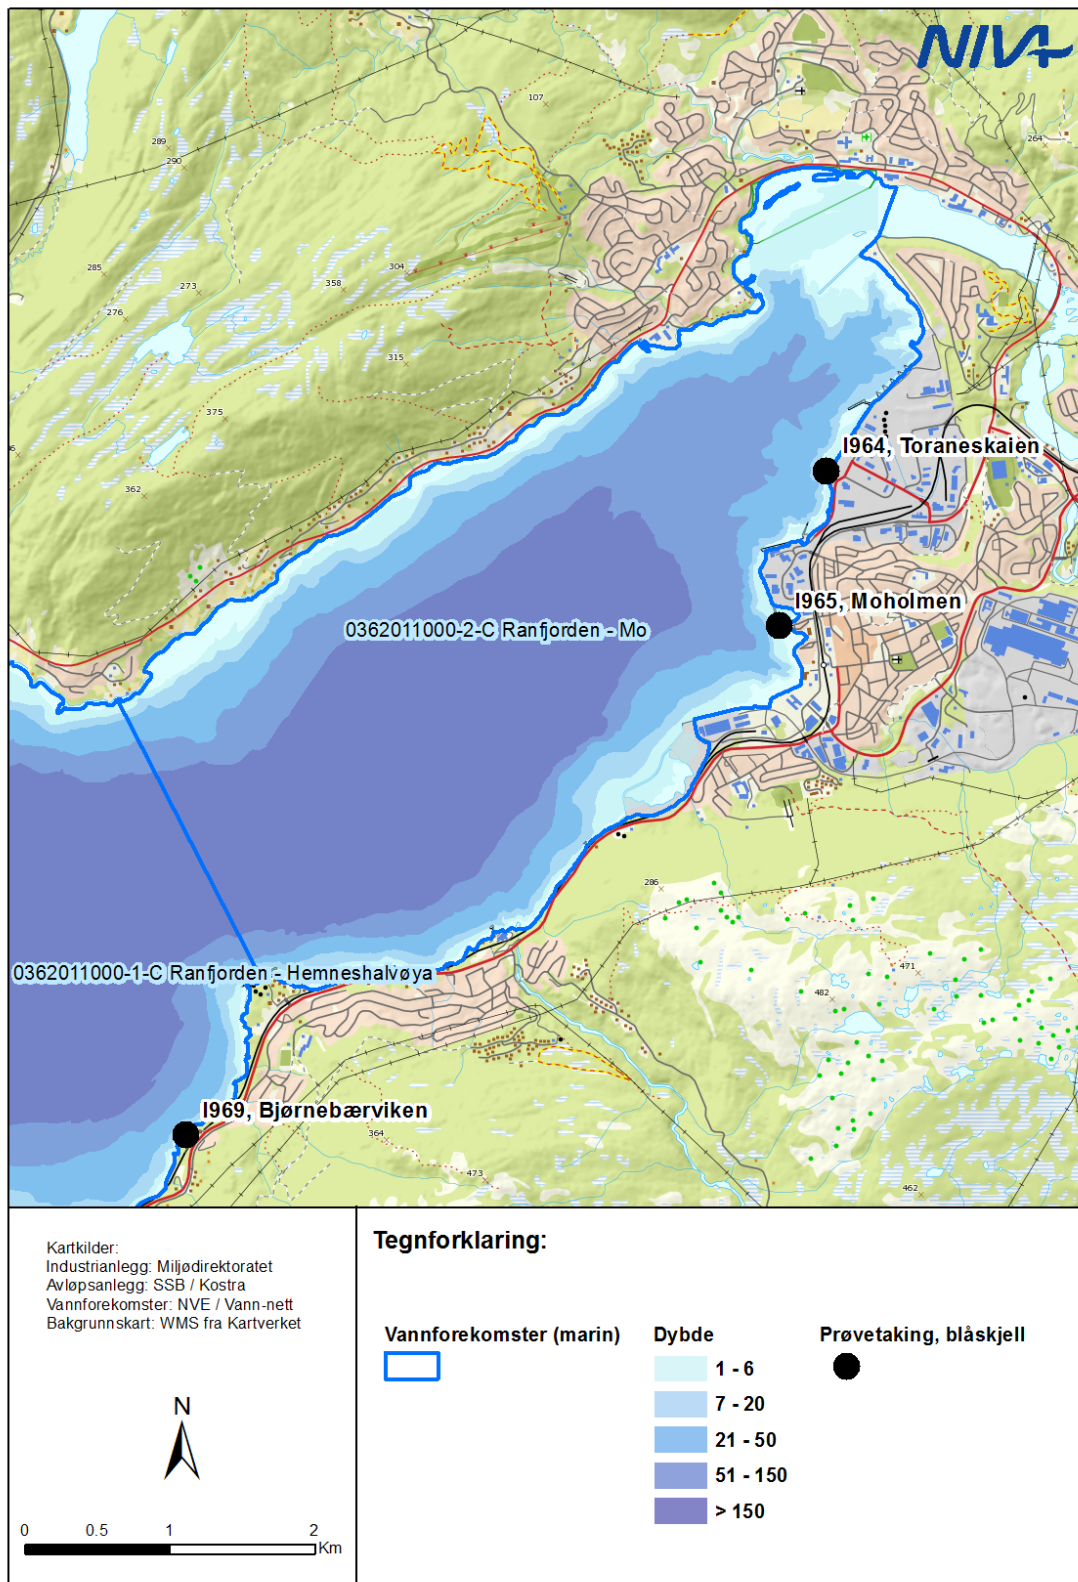 NIVA
107
289
290
264
285
304
358
273
276
315
375
362
I964, Toraneskaien
I965, Moholmen
0362011000-2-C Ranfjorden - Mo
286
471
482
0362011000-1-C Ranfjorden - Hemneshalvøya
I969, Bjørnebærviken
364
473
462
Kartkilder:
Industrianlegg: Miljødirektoratet
Avløpsanlegg: SSB / Kostra
Vannforekomster: NVE / Vann-nett
Bakgrunnskart: WMS fra Kartverket
N
0 0.5 1 2
Km
Tegnforklaring:
Vannforekomster (marin)
Dybde
1 - 6
7 - 20
21 - 50
51 - 150
> 150
Prøvetaking, blåskjell